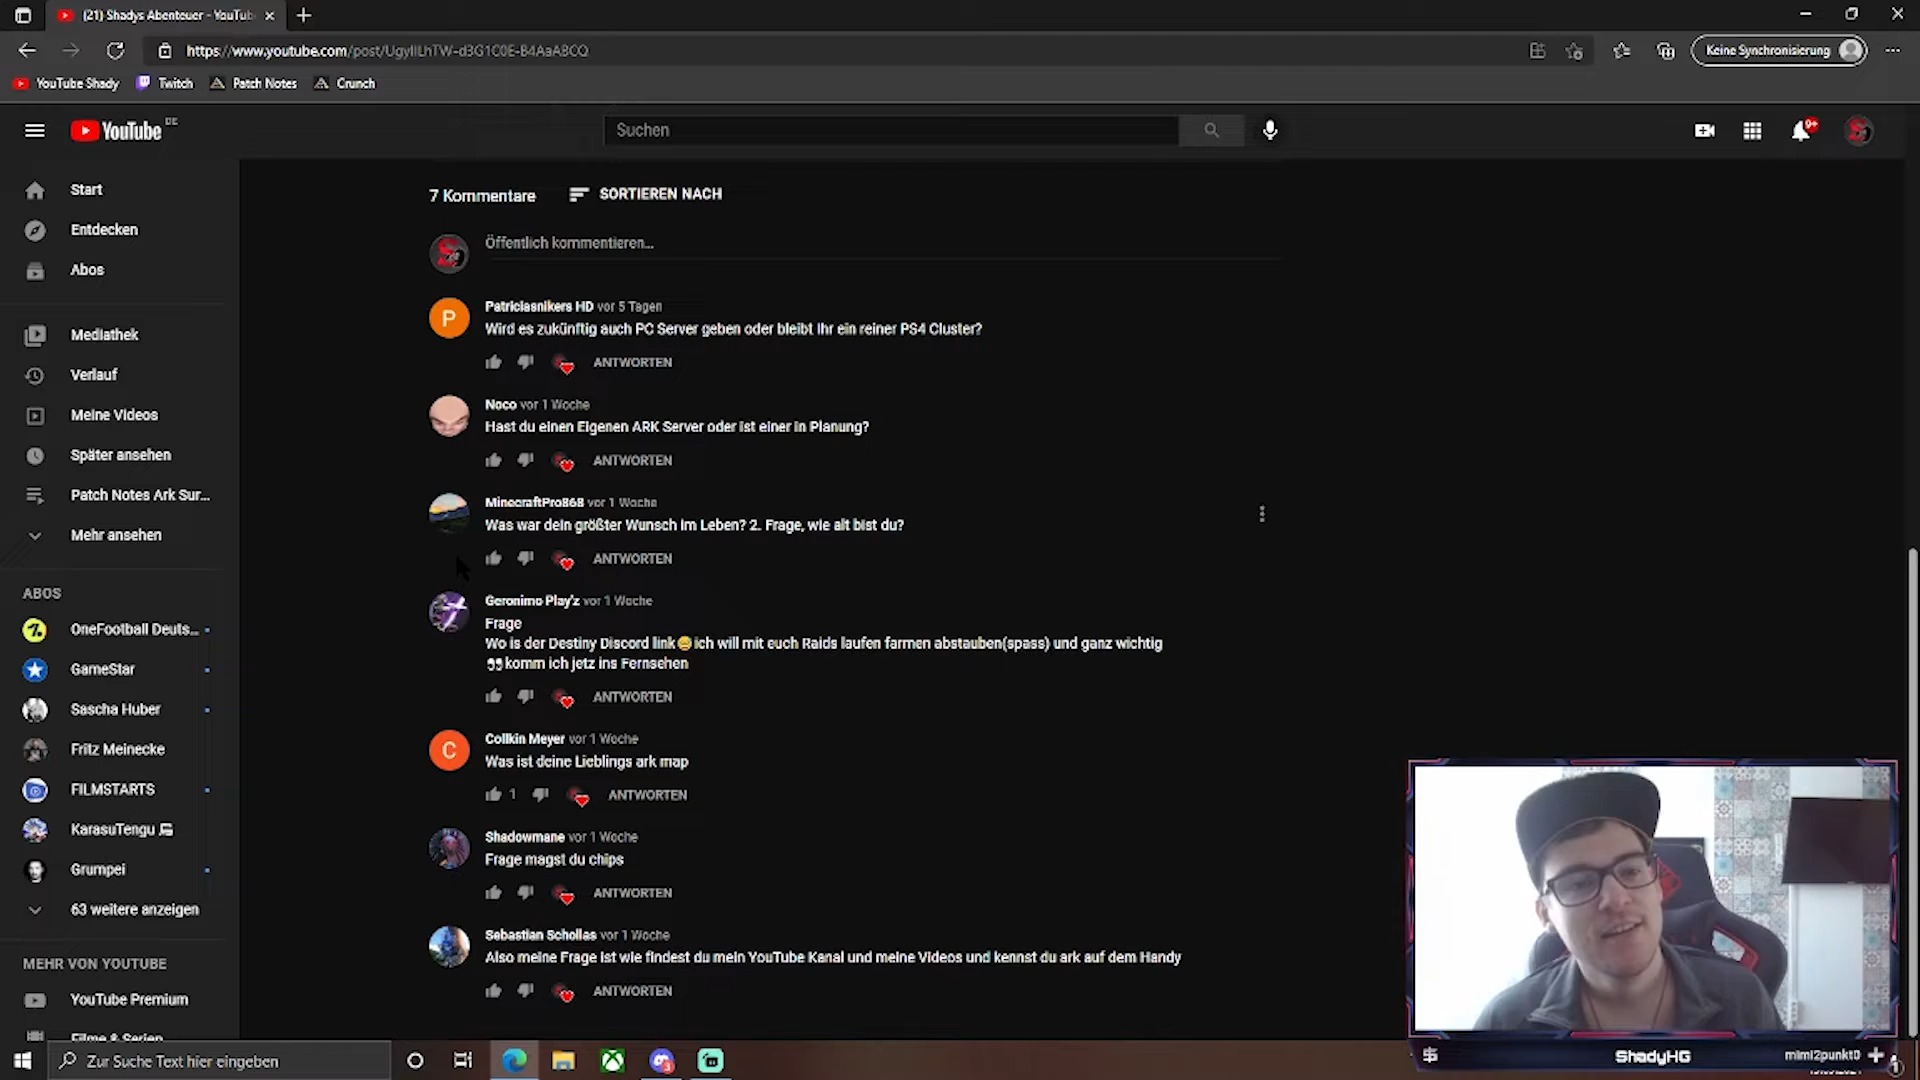 (21) Shadys Abenteuer - YouTub
https://www.youtube.com/post/UgylILhTW-d3G1C0E-B4AaABCQ
Keine Synchronisierung
YouTube Shady
Twitch
Patch Notes
Crunch
YouTube DE
Suchen
9+
Start
Entdecken
Abos
Mediathek
Verlauf
Meine Videos
Später ansehen
Patch Notes Ark Sur...
Mehr ansehen
ABOS
OneFootball Deuts...
GameStar
Sascha Huber
Fritz Meinecke
FILMSTARTS
KarasuTengu
Grumpei
63 weitere anzeigen
MEHR VON YOUTUBE
YouTube Premium
Filme & Serien
7 Kommentare
SORTIEREN NACH
Öffentlich kommentieren...
P
Patriciasnikers HD vor 5 Tagen
Wird es zukünftig auch PC Server geben oder bleibt Ihr ein reiner PS4 Cluster?
ANTWORTEN
Noco vor 1 Woche
Hast du einen Eigenen ARK Server oder ist einer in Planung?
ANTWORTEN
MinecraftPro868 vor 1 Woche
Was war dein größter Wunsch im Leben? 2. Frage, wie alt bist du?
ANTWORTEN
Geronimo Play'z vor 1 Woche
Frage
Wo is der Destiny Discord link😅ich will mit euch Raids laufen farmen abstauben(spass) und ganz wichtig
👀komm ich jetz ins Fernsehen
ANTWORTEN
C
Collkin Meyer vor 1 Woche
Was ist deine Lieblings ark map
1
ANTWORTEN
Shadowmane vor 1 Woche
Frage magst du chips
ANTWORTEN
Sebastian Schollas vor 1 Woche
Also meine Frage ist wie findest du mein YouTube Kanal und meine Videos und kennst du ark auf dem Handy
ANTWORTEN
Zur Suche Text hier eingeben
3
ShadyHG
mimi2punkt0
1